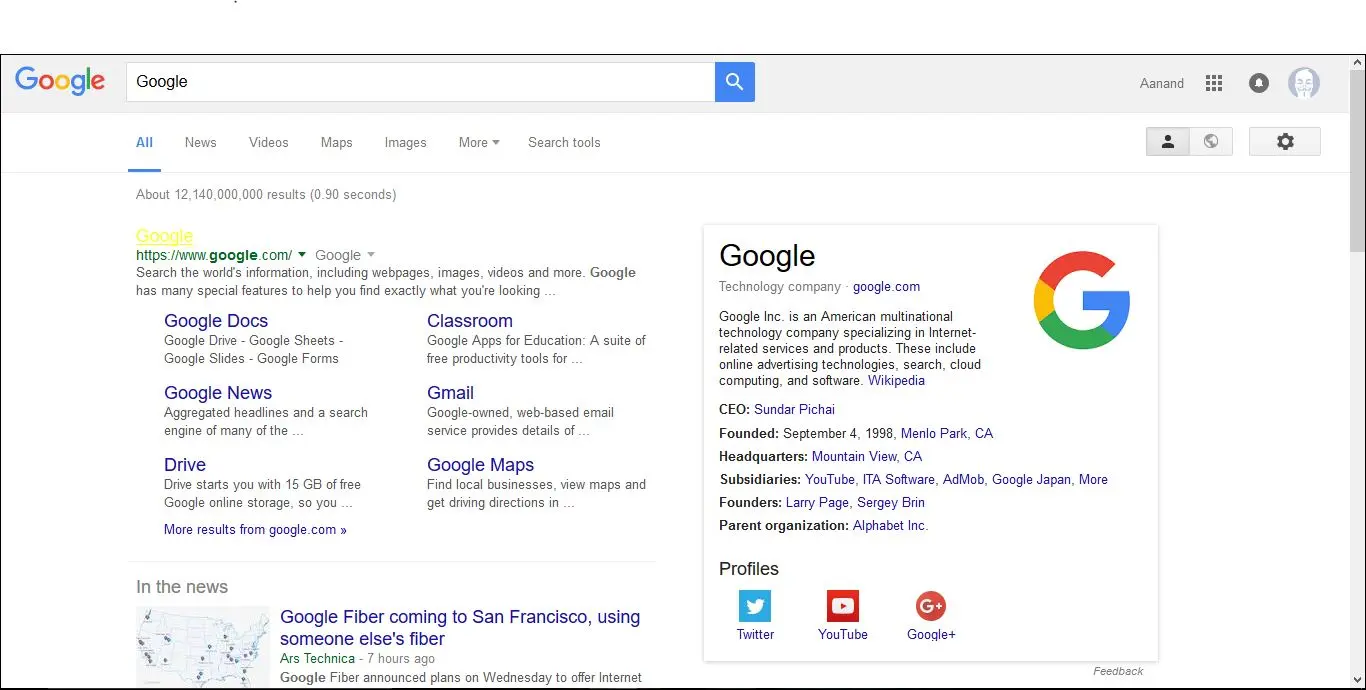 Google
Google
Aanand
All
News
Videos
Maps
Images
More
Search tools
About 12,140,000,000 results (0.90 seconds)
Google
https://www.google.com/ Google
Search the world's information, including webpages, images, videos and more. Google
has many special features to help you find exactly what you're looking ...
Google Docs
Google Drive - Google Sheets -
Google Slides - Google Forms
Classroom
Google Apps for Education: A suite of
free productivity tools for ...
Google News
Aggregated headlines and a search
engine of many of the ...
Gmail
Google-owned, web-based email
service provides details of ...
Drive
Drive starts you with 15 GB of free
Google online storage, so you ...
Google Maps
Find local businesses, view maps and
get driving directions in ...
More results from google.com »
In the news
Google Fiber coming to San Francisco, using
someone else's fiber
Ars Technica - 7 hours ago
Google Fiber announced plans on Wednesday to offer Internet
Google
Technology company · google.com
Google Inc. is an American multinational
technology company specializing in Internet-
related services and products. These include
online advertising technologies, search, cloud
computing, and software. Wikipedia
CEO: Sundar Pichai
Founded: September 4, 1998, Menlo Park, CA
Headquarters: Mountain View, CA
Subsidiaries: YouTube, ITA Software, AdMob, Google Japan, More
Founders: Larry Page, Sergey Brin
Parent organization: Alphabet Inc.
Profiles
G+
Twitter
YouTube
Google+
Feedback